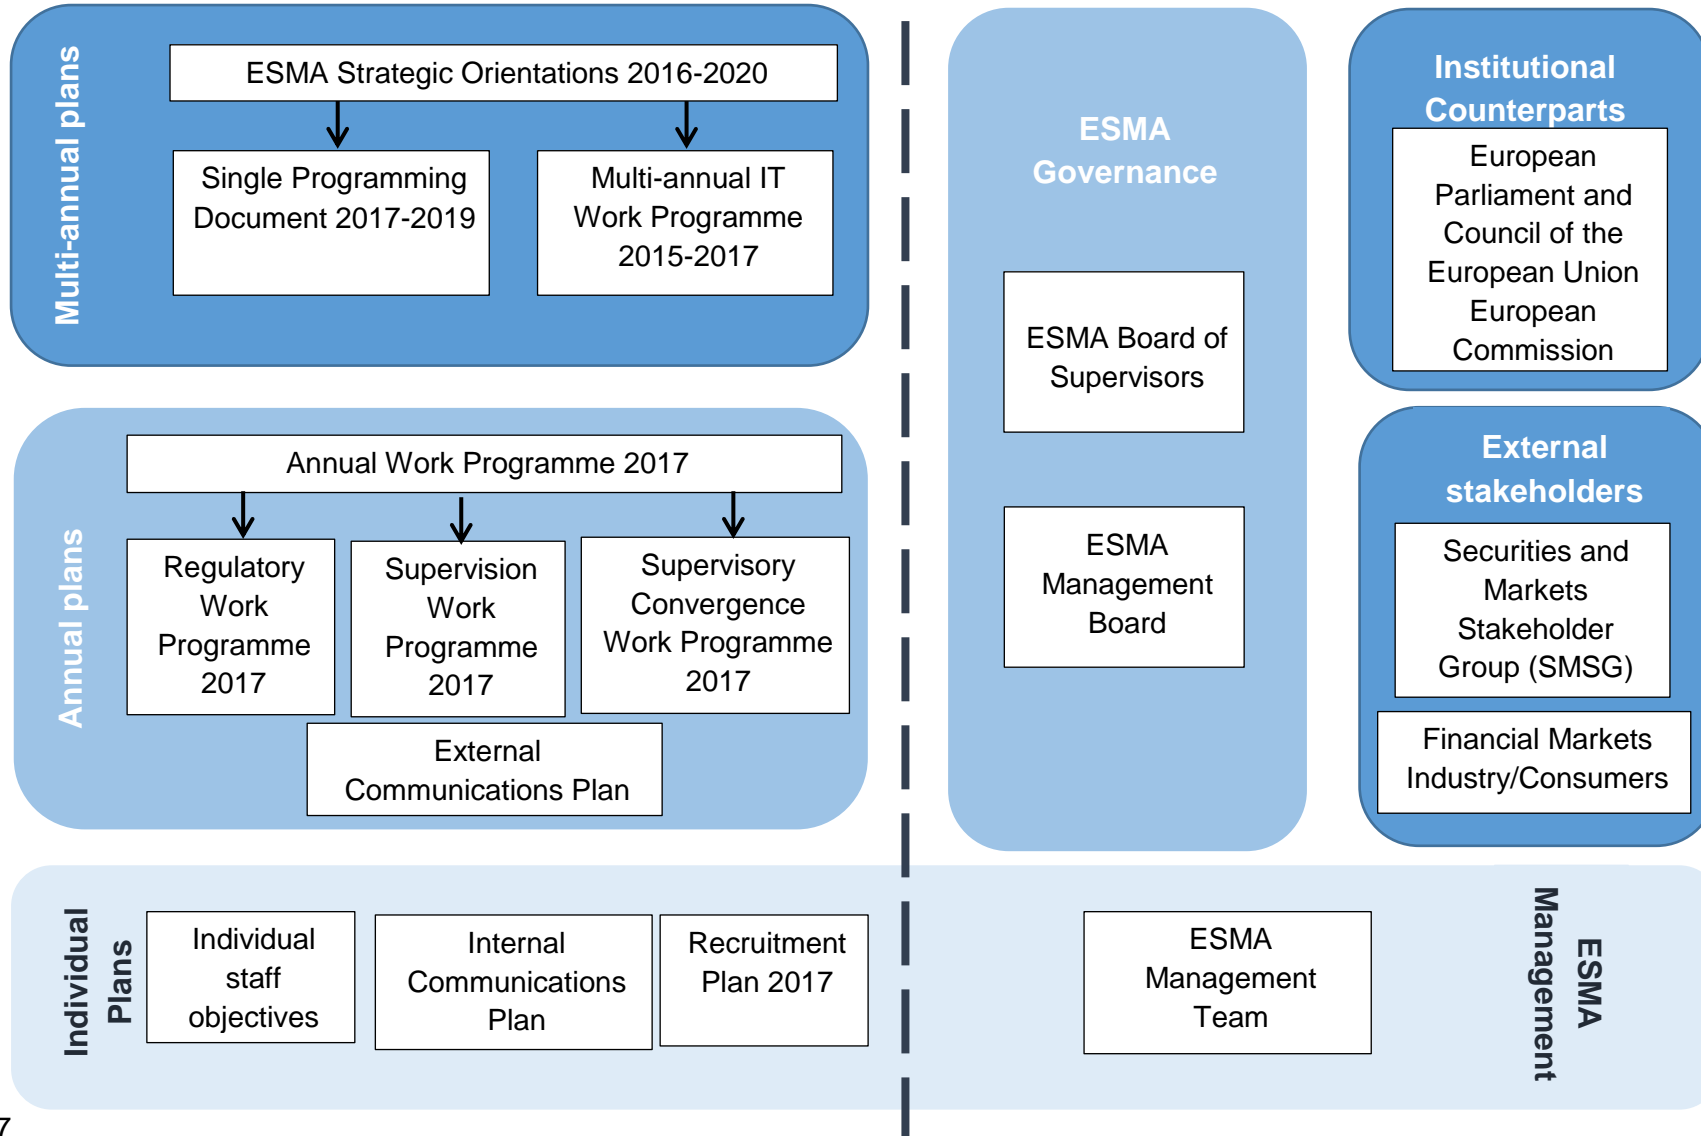 Multi-annual plans
ESMA Strategic Orientations 2016-2020
Single Programming
Document 2017-2019
Multi-annual IT
Work Programme
2015-2017
Annual plans
Annual Work Programme 2017
Regulatory
Work
Programme
2017
Supervision
Work
Programme
2017
Supervisory
Convergence
Work Programme
2017
External
Communications Plan
ESMA
Governance
ESMA Board of
Supervisors
ESMA
Management
Board
Institutional
Counterparts
European
Parliament and
Council of the
European Union
European
Commission
External
stakeholders
Securities and
Markets
Stakeholder
Group (SMSG)
Financial Markets
Industry/Consumers
Individual
Plans
Individual
staff
objectives
Internal
Communications
Plan
Recruitment
Plan 2017
ESMA
Management
Team
ESMA
Management
7